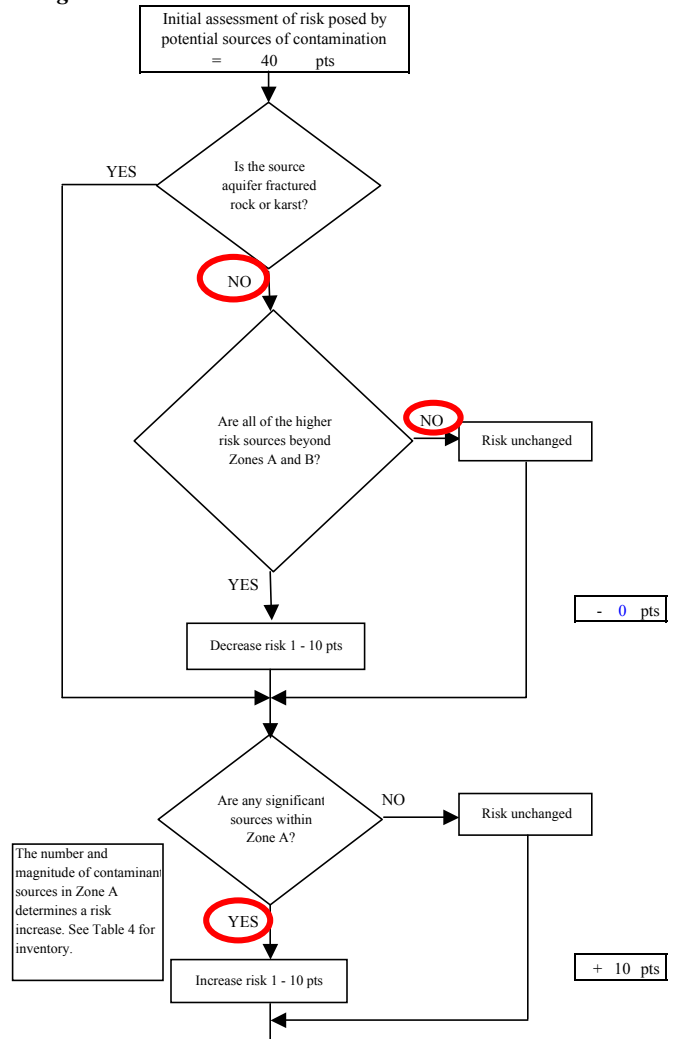 Initial assessment of risk posed by
potential sources of contamination
= 40 pts
YES
Is the source
aquifer fractured
rock or karst?
NO
Are all of the higher
risk sources beyond
Zones A and B?
NO
Risk unchanged
YES
- 0 pts
Decrease risk 1 - 10 pts
Are any significant
sources within
Zone A?
NO
Risk unchanged
The number and
magnitude of contaminant
sources in Zone A
determines a risk
increase. See Table 4 for
inventory.
YES
+ 10 pts
Increase risk 1 - 10 pts